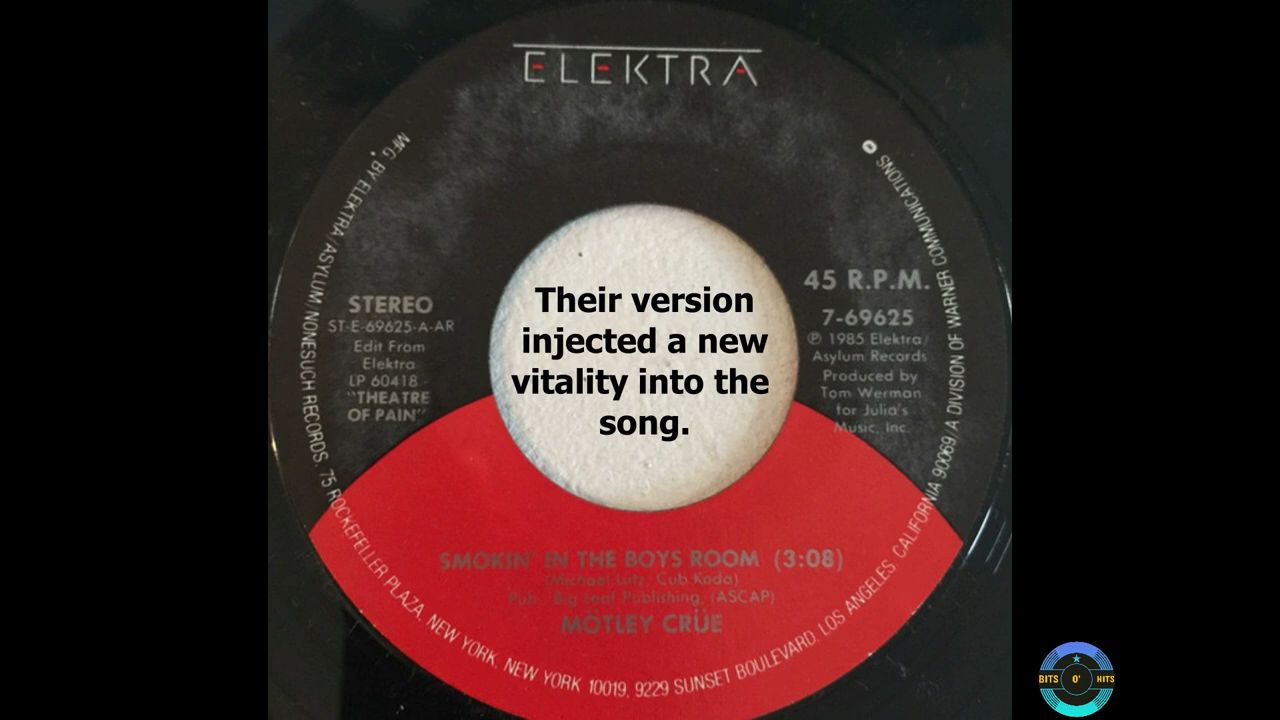 ELEKTRA
MFG. BY ELEKTRA/ASYLUM/NONESUCH RECORDS. 75 ROCKEFELLER PLAZA, NEW YORK, NEW YORK 10019, 9229 SUNSET BOULEVARD. LOS ANGELES. CALIFORNIA 90069/A DIVISION OF WARNER COMMUNICATIONS
STEREO
ST-E-69625-A-AR
Edit From
Elektra
LP 60418 -
"THEATRE
OF PAIN"
Their version
injected a new
vitality into the
song.
45 R.P.M.
7-69625
℗ 1985 Elektra/
Asylum Records
Produced by
Tom Werman
for Julia's
Music, Inc.
SMOKIN' IN THE BOYS ROOM (3:08)
(Michael Lutz, Cub Koda)
Pub. Big Leaf Publishing, (ASCAP)
MÖTLEY CRÜE
BITS O' HITS